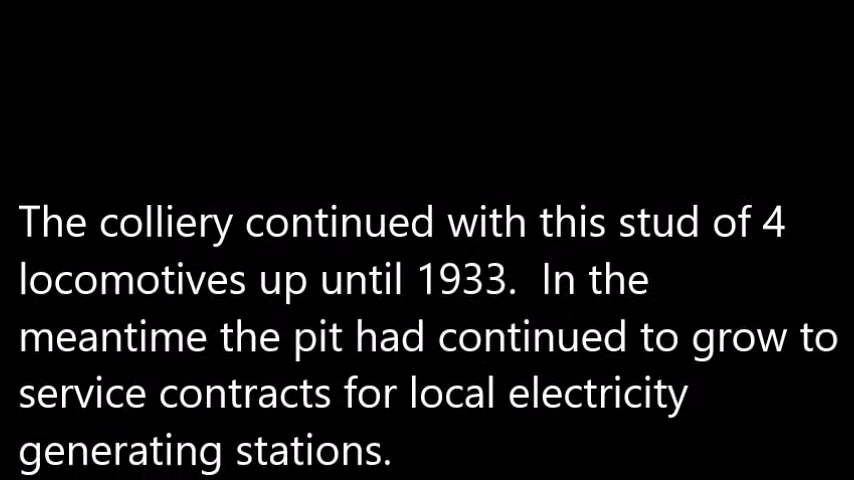 The colliery continued with this stud of 4
locomotives up until 1933.  In the
meantime the pit had continued to grow to
service contracts for local electricity
generating stations.